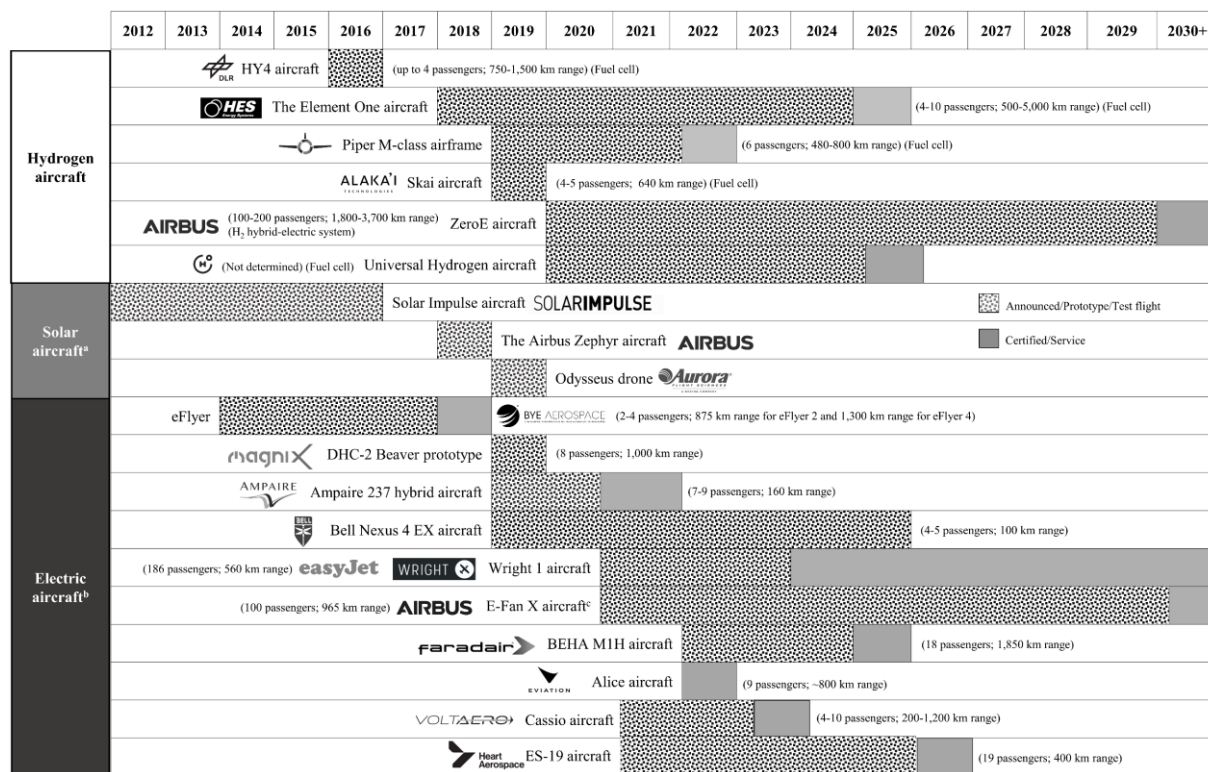 2012 2013 2014 2015 2016 2017 2018 2019 2020 2021 2022 2023 2024 2025 2026 2027 2028 2029 2030+
Hydrogen
aircraft
DLR
HY4 aircraft
(up to 4 passengers; 750-1,500 km range) (Fuel cell)
HES
Energy Systems
The Element One aircraft
(4-10 passengers; 500-5,000 km range) (Fuel cell)
Piper M-class airframe
(6 passengers; 480-800 km range) (Fuel cell)
ALAKA'I
TECHNOLOGIES
Skai aircraft
(4-5 passengers; 640 km range) (Fuel cell)
AIRBUS
(100-200 passengers; 1,800-3,700 km range)
(H₂ hybrid-electric system)
ZeroE aircraft
H
(Not determined) (Fuel cell)
Universal Hydrogen aircraft
Solar
aircraftᵃ
Solar Impulse aircraft
SOLARIMPULSE
Announced/Prototype/Test flight
The Airbus Zephyr aircraft
AIRBUS
Certified/Service
Odysseus drone
Aurora
FLIGHT SCIENCES
Electric
aircraftᵇ
eFlyer
BYE AEROSPACE
(2-4 passengers; 875 km range for eFlyer 2 and 1,300 km range for eFlyer 4)
magniX
DHC-2 Beaver prototype
(8 passengers; 1,000 km range)
AMPAIRE
Ampaire 237 hybrid aircraft
(7-9 passengers; 160 km range)
BELL
Bell Nexus 4 EX aircraft
(4-5 passengers; 100 km range)
(186 passengers; 560 km range)
easyJet
WRIGHT
Wright 1 aircraft
(100 passengers; 965 km range)
AIRBUS
E-Fan X aircraftᶜ
faradair
BEHA M1H aircraft
(18 passengers; 1,850 km range)
EVIATION
Alice aircraft
(9 passengers; ~800 km range)
VOLTAERO
Cassio aircraft
(4-10 passengers; 200-1,200 km range)
Heart
Aerospace
ES-19 aircraft
(19 passengers; 400 km range)